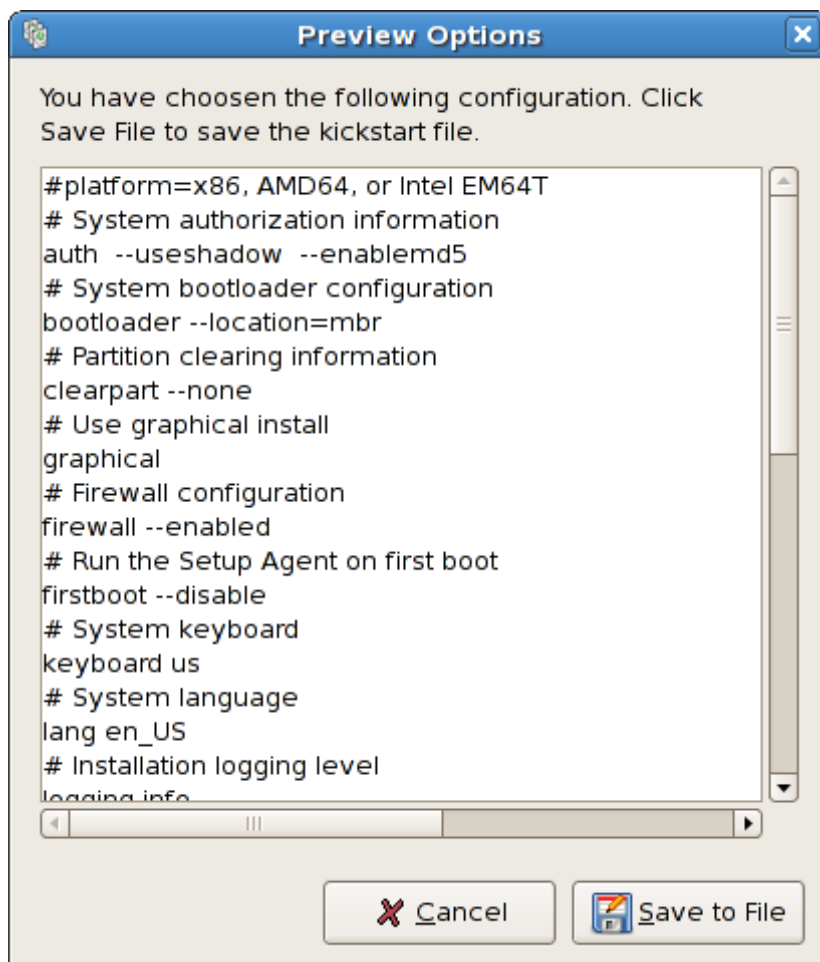 Preview Options
You have choosen the following configuration. Click
Save File to save the kickstart file.
#platform=x86, AMD64, or Intel EM64T
# System authorization information
auth  --useshadow  --enablemd5
# System bootloader configuration
bootloader --location=mbr
# Partition clearing information
clearpart --none
# Use graphical install
graphical
# Firewall configuration
firewall --enabled
# Run the Setup Agent on first boot
firstboot --disable
# System keyboard
keyboard us
# System language
lang en_US
# Installation logging level
logging info
Cancel
Save to File